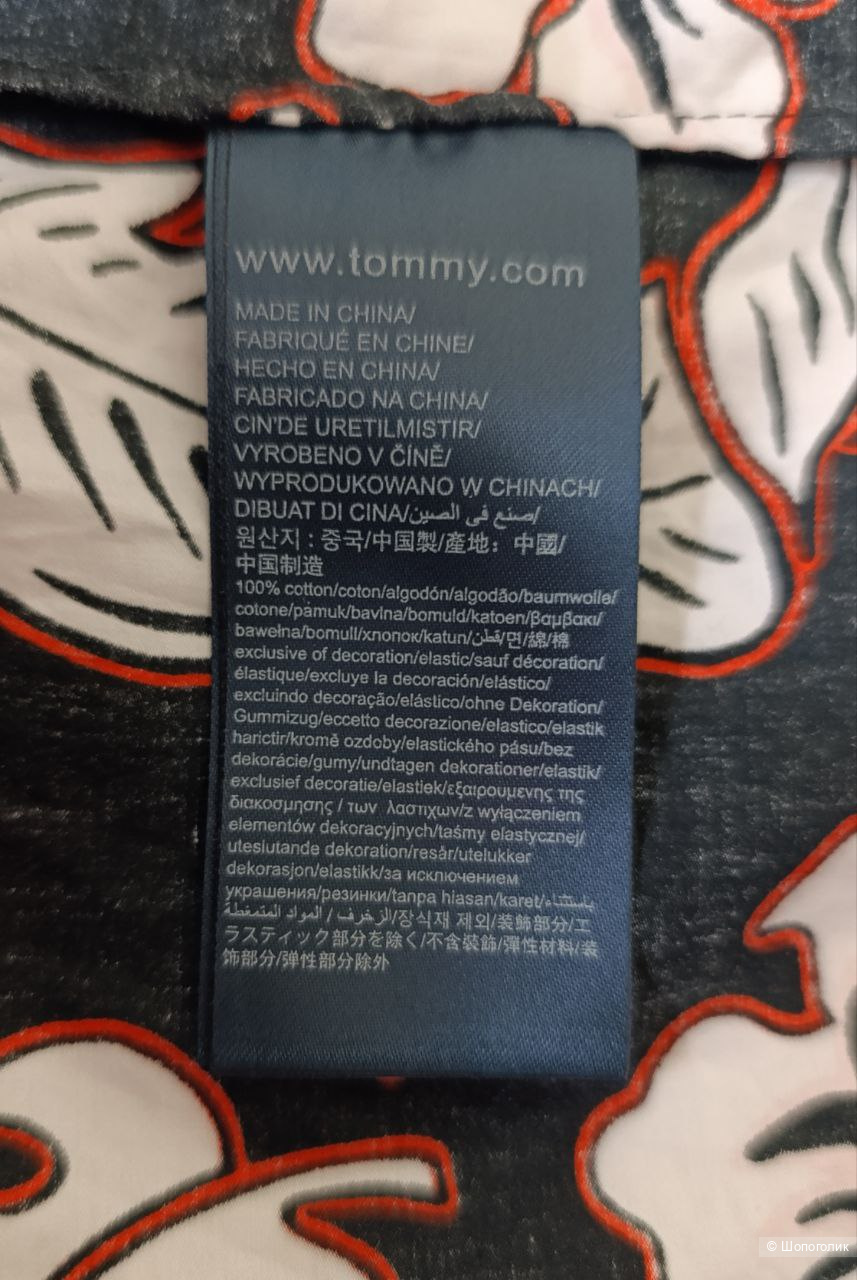 www.tommy.com
MADE IN CHINA/
FABRIQUÉ EN CHINE/
HECHO EN CHINA/
FABRICADO NA CHINA/
CIN'DE URETILMISTIR/
VYROBENO V ČÍNĚ/
WYPRODUKOWANO W CHINACH/
DIBUAT DI CINA/صنع في الصين/
원산지 : 중국/中国製/產地：中國/
中国制造
100% cotton/coton/algodón/algodão/baumwolle/
cotone/pamuk/bavlna/bomuld/katoen/βαμβακι/
bawełna/bomull/хлопок/katun/قطن/면/綿/棉
exclusive of decoration/elastic/sauf décoration/
élastique/excluye la decoración/elástico/
excluindo decoração/elástico/ohne Dekoration/
Gummizug/eccetto decorazione/elastico/elastik
harictir/kromě ozdoby/elastického pásu/bez
dekorácie/gumy/undtagen dekorationer/elastik/
exclusief decoratie/elastiek/εξαιρουμενης της
διακοσμησης / των λαστιχων/z wyłączeniem
elementów dekoracyjnych/taśmy elastycznej/
uteslutande dekoration/resår/utelukker
dekorasjon/elastikk/за исключением
украшения/резинки/tanpa hiasan/karet/باستثناء
الزخرف / المواد المتمغطة/장식재 제외/装飾部分/エ
ラスティック部分を除く/不含裝飾/彈性材料/装
饰部分/弹性部分除外
© Шопоголик